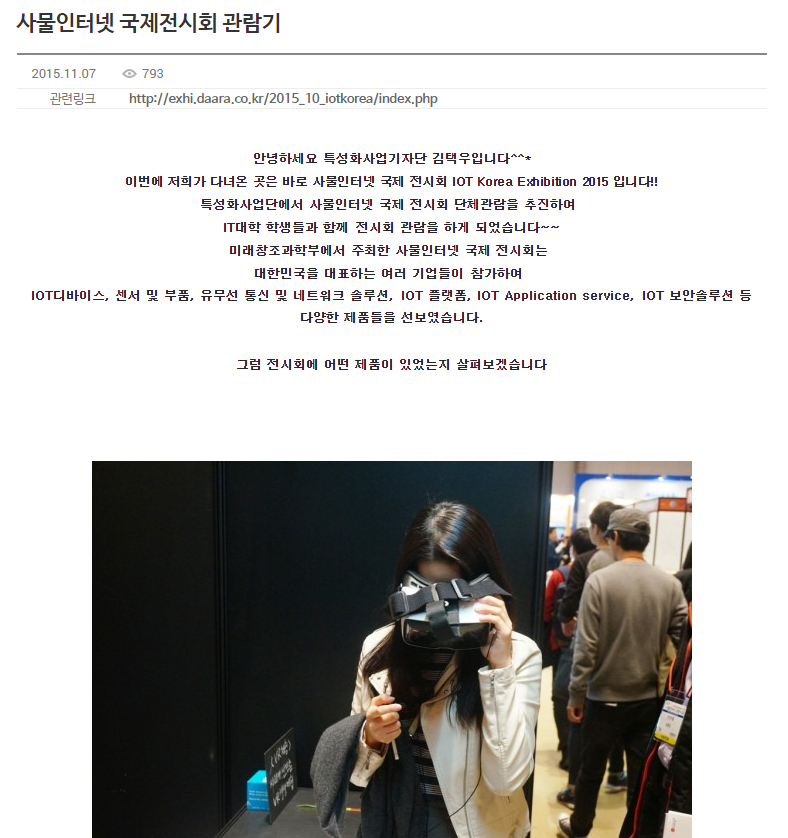 사물인터넷 국제전시회 관람기
2015.11.07 793
관련링크 http://exhi.daara.co.kr/2015_10_iotkorea/index.php
안녕하세요 특성화사업기자단 김택우입니다^^*
이번에 저희가 다녀온 곳은 바로 사물인터넷 국제 전시회 IOT Korea Exhibition 2015 입니다!!
특성화사업단에서 사물인터넷 국제 전시회 단체관람을 추진하여
IT대학 학생들과 함께 전시회 관람을 하게 되었습니다~~
미래창조과학부에서 주최한 사물인터넷 국제 전시회는
대한민국을 대표하는 여러 기업들이 참가하여
IOT디바이스, 센서 및 부품, 유무선 통신 및 네트워크 솔루션, IOT 플랫폼, IOT Application service, IOT 보안솔루션 등
다양한 제품들을 선보였습니다.
그럼 전시회에 어떤 제품이 있었는지 살펴보겠습니다